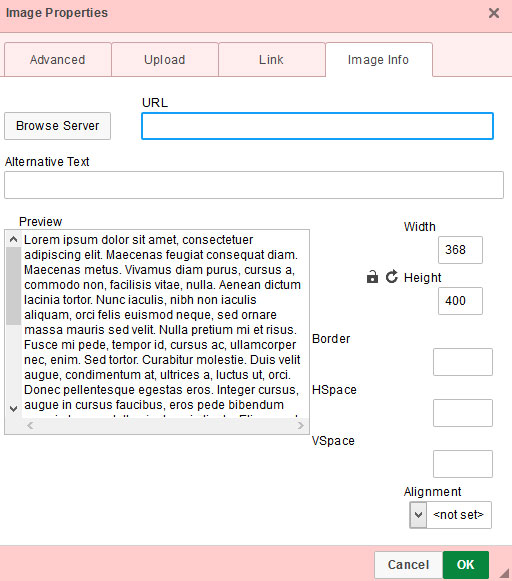 Image Properties
Advanced
Upload
Link
Image Info
URL
Browse Server
Alternative Text
Preview
Lorem ipsum dolor sit amet, consectetuer
adipiscing elit. Maecenas feugiat consequat diam.
Maecenas metus. Vivamus diam purus, cursus a,
commodo non, facilisis vitae, nulla. Aenean dictum
lacinia tortor. Nunc iaculis, nibh non iaculis
aliquam, orci felis euismod neque, sed ornare
massa mauris sed velit. Nulla pretium mi et risus.
Fusce mi pede, tempor id, cursus ac, ullamcorper
nec, enim. Sed tortor. Curabitur molestie. Duis velit
augue, condimentum at, ultrices a, luctus ut, orci.
Donec pellentesque egestas eros. Integer cursus,
augue in cursus faucibus, eros pede bibendum
Width
368
Height
400
Border
HSpace
VSpace
Alignment
<not set>
Cancel
OK